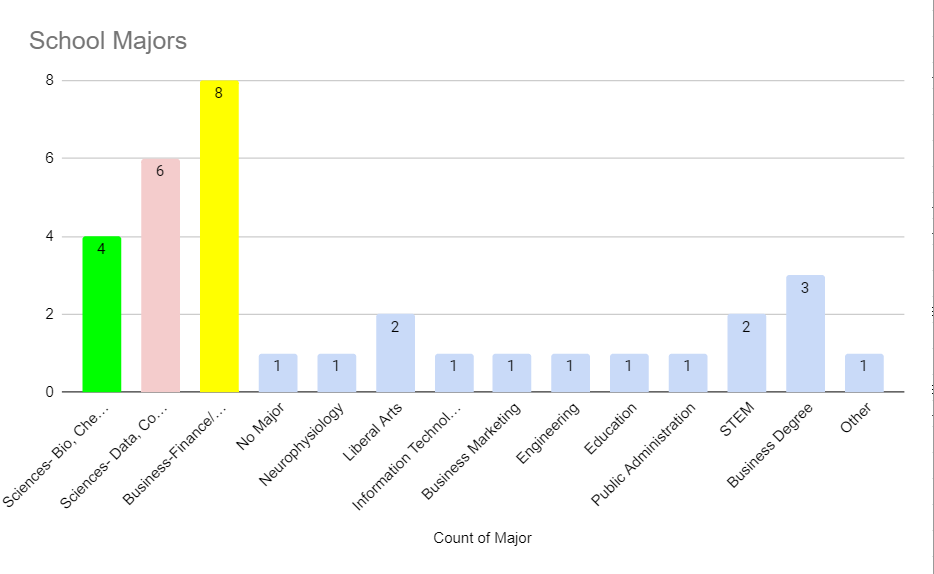 School Majors
8
6
4
2
0
4
6
8
1
1
2
1
1
1
1
1
2
3
1
Sciences- Bio, Che...
Sciences- Data, Co...
Business-Finance/...
No Major
Neurophysiology
Liberal Arts
Information Technol...
Business Marketing
Engineering
Education
Public Administration
STEM
Business Degree
Other
Count of Major